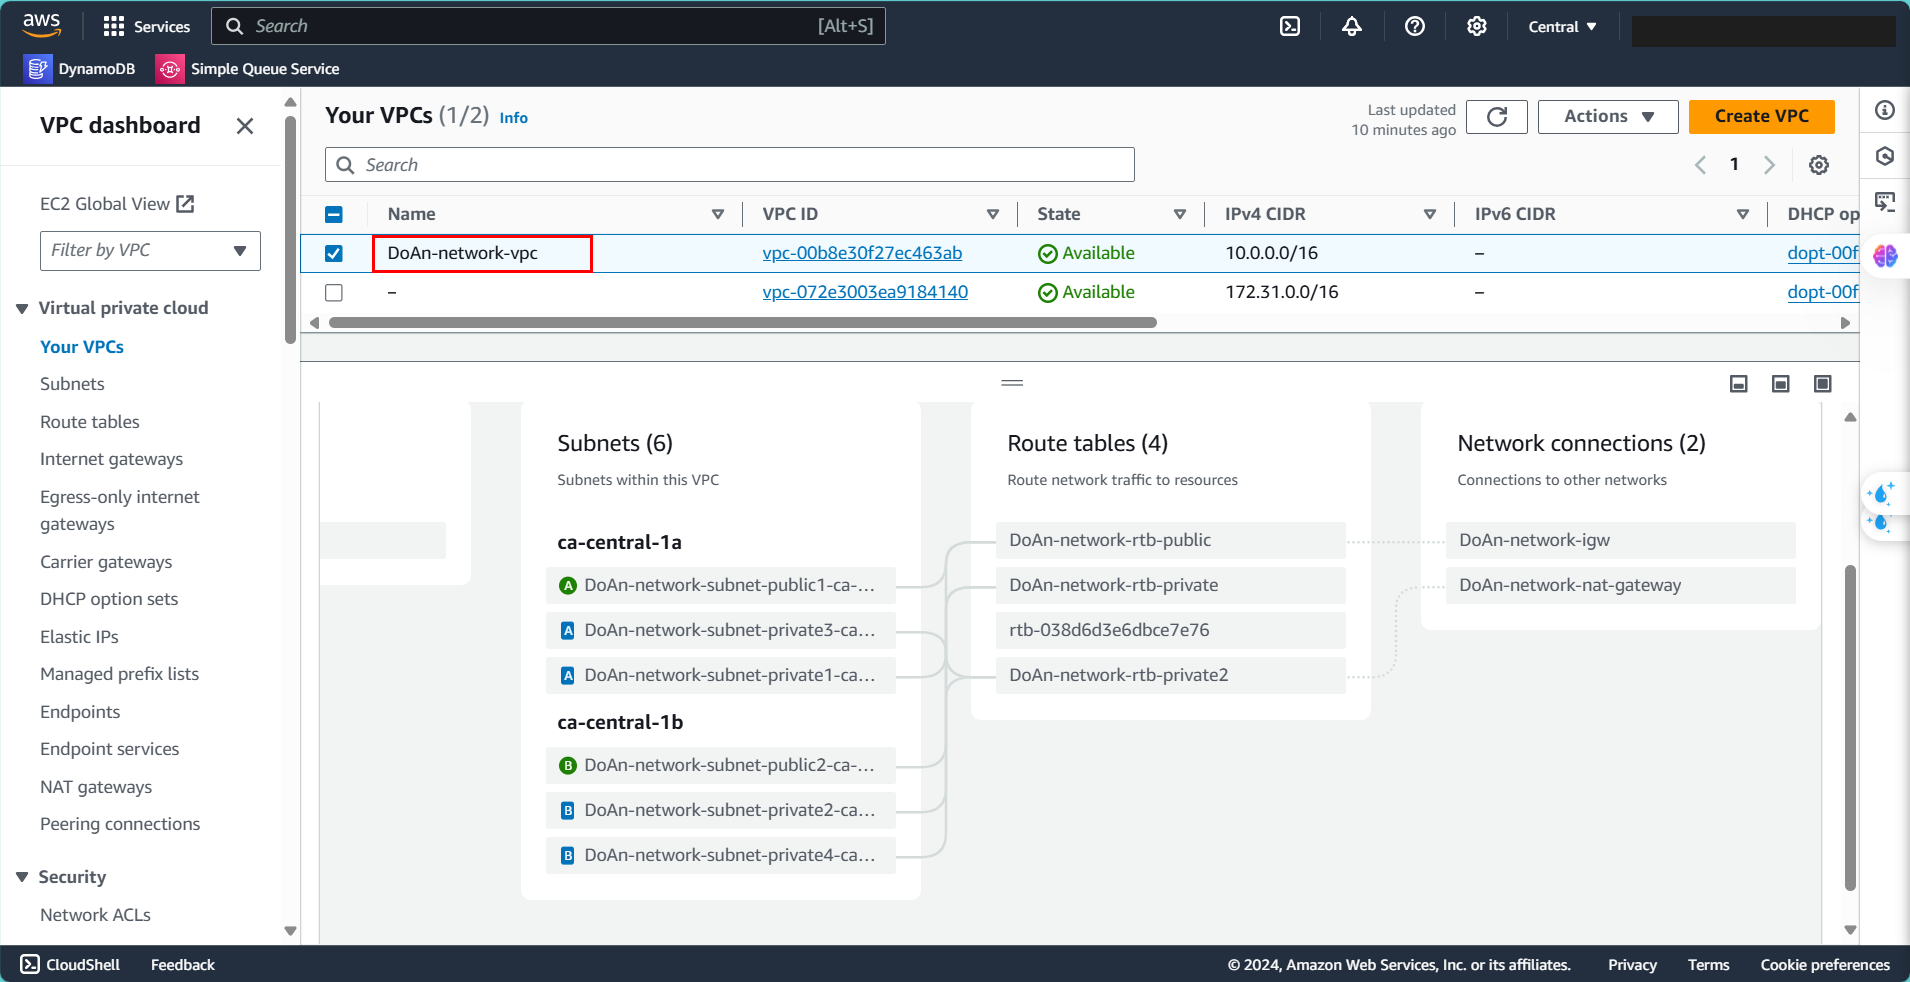 aws
Services
Search
[Alt+S]
Central
DynamoDB
Simple Queue Service
VPC dashboard
EC2 Global View
Filter by VPC
Virtual private cloud
Your VPCs
Subnets
Route tables
Internet gateways
Egress-only internet
gateways
Carrier gateways
DHCP option sets
Elastic IPs
Managed prefix lists
Endpoints
Endpoint services
NAT gateways
Peering connections
Security
Network ACLs
Your VPCs (1/2) Info
Last updated
10 minutes ago
Actions
Create VPC
Search
1
Name VPC ID State IPv4 CIDR IPv6 CIDR DHCP op
DoAn-network-vpc vpc-00b8e30f27ec463ab Available 10.0.0.0/16 – dopt-00f
– vpc-072e3003ea9184140 Available 172.31.0.0/16 – dopt-00f
Subnets (6)
Subnets within this VPC
ca-central-1a
A DoAn-network-subnet-public1-ca-...
A DoAn-network-subnet-private3-ca...
A DoAn-network-subnet-private1-ca...
ca-central-1b
B DoAn-network-subnet-public2-ca-...
B DoAn-network-subnet-private2-ca...
B DoAn-network-subnet-private4-ca...
Route tables (4)
Route network traffic to resources
DoAn-network-rtb-public
DoAn-network-rtb-private
rtb-038d6d3e6dbce7e76
DoAn-network-rtb-private2
Network connections (2)
Connections to other networks
DoAn-network-igw
DoAn-network-nat-gateway
CloudShell
Feedback
© 2024, Amazon Web Services, Inc. or its affiliates.
Privacy
Terms
Cookie preferences